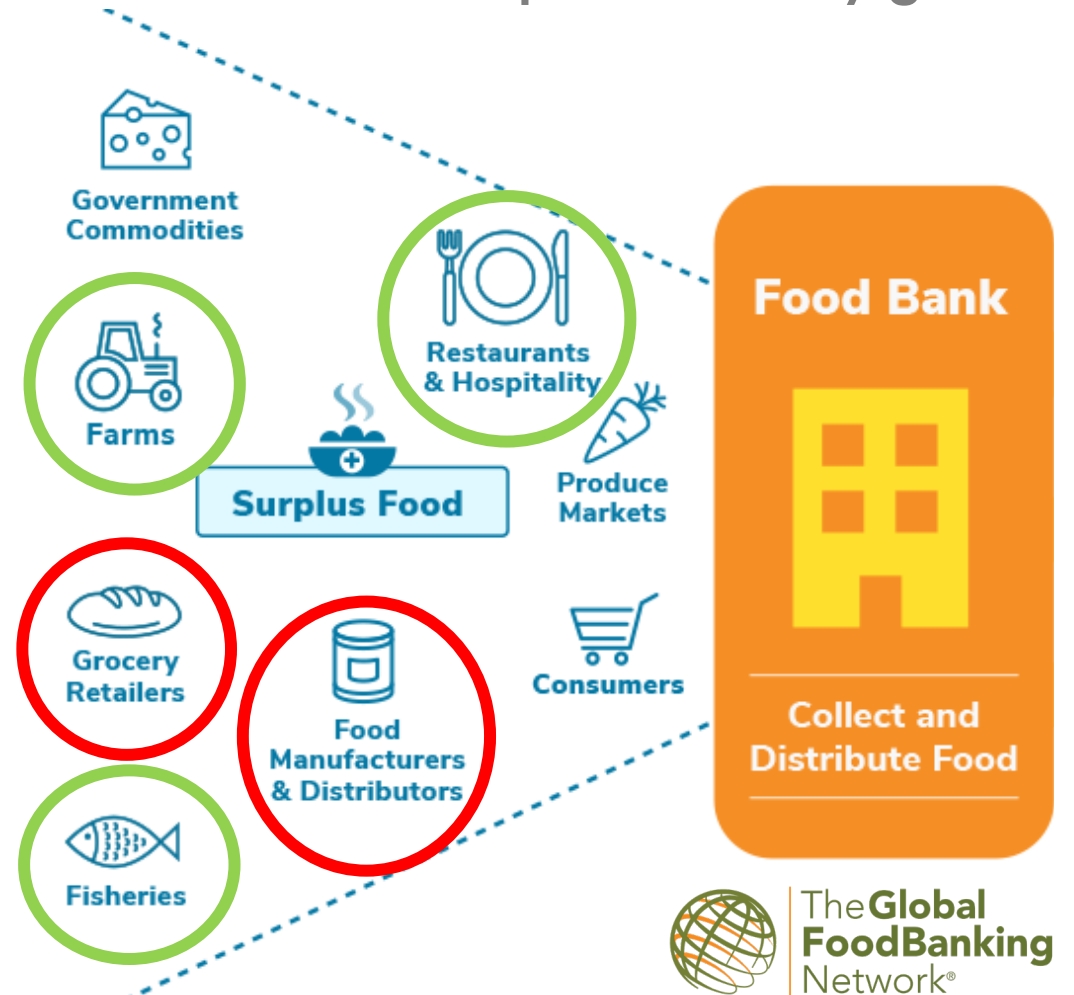 Government
Commodities
Restaurants
& Hospitality
Farms
Surplus Food
Produce
Markets
Grocery
Retailers
Food
Manufacturers
& Distributors
Consumers
Fisheries
Food Bank
Collect and
Distribute Food
The Global
FoodBanking
Network®